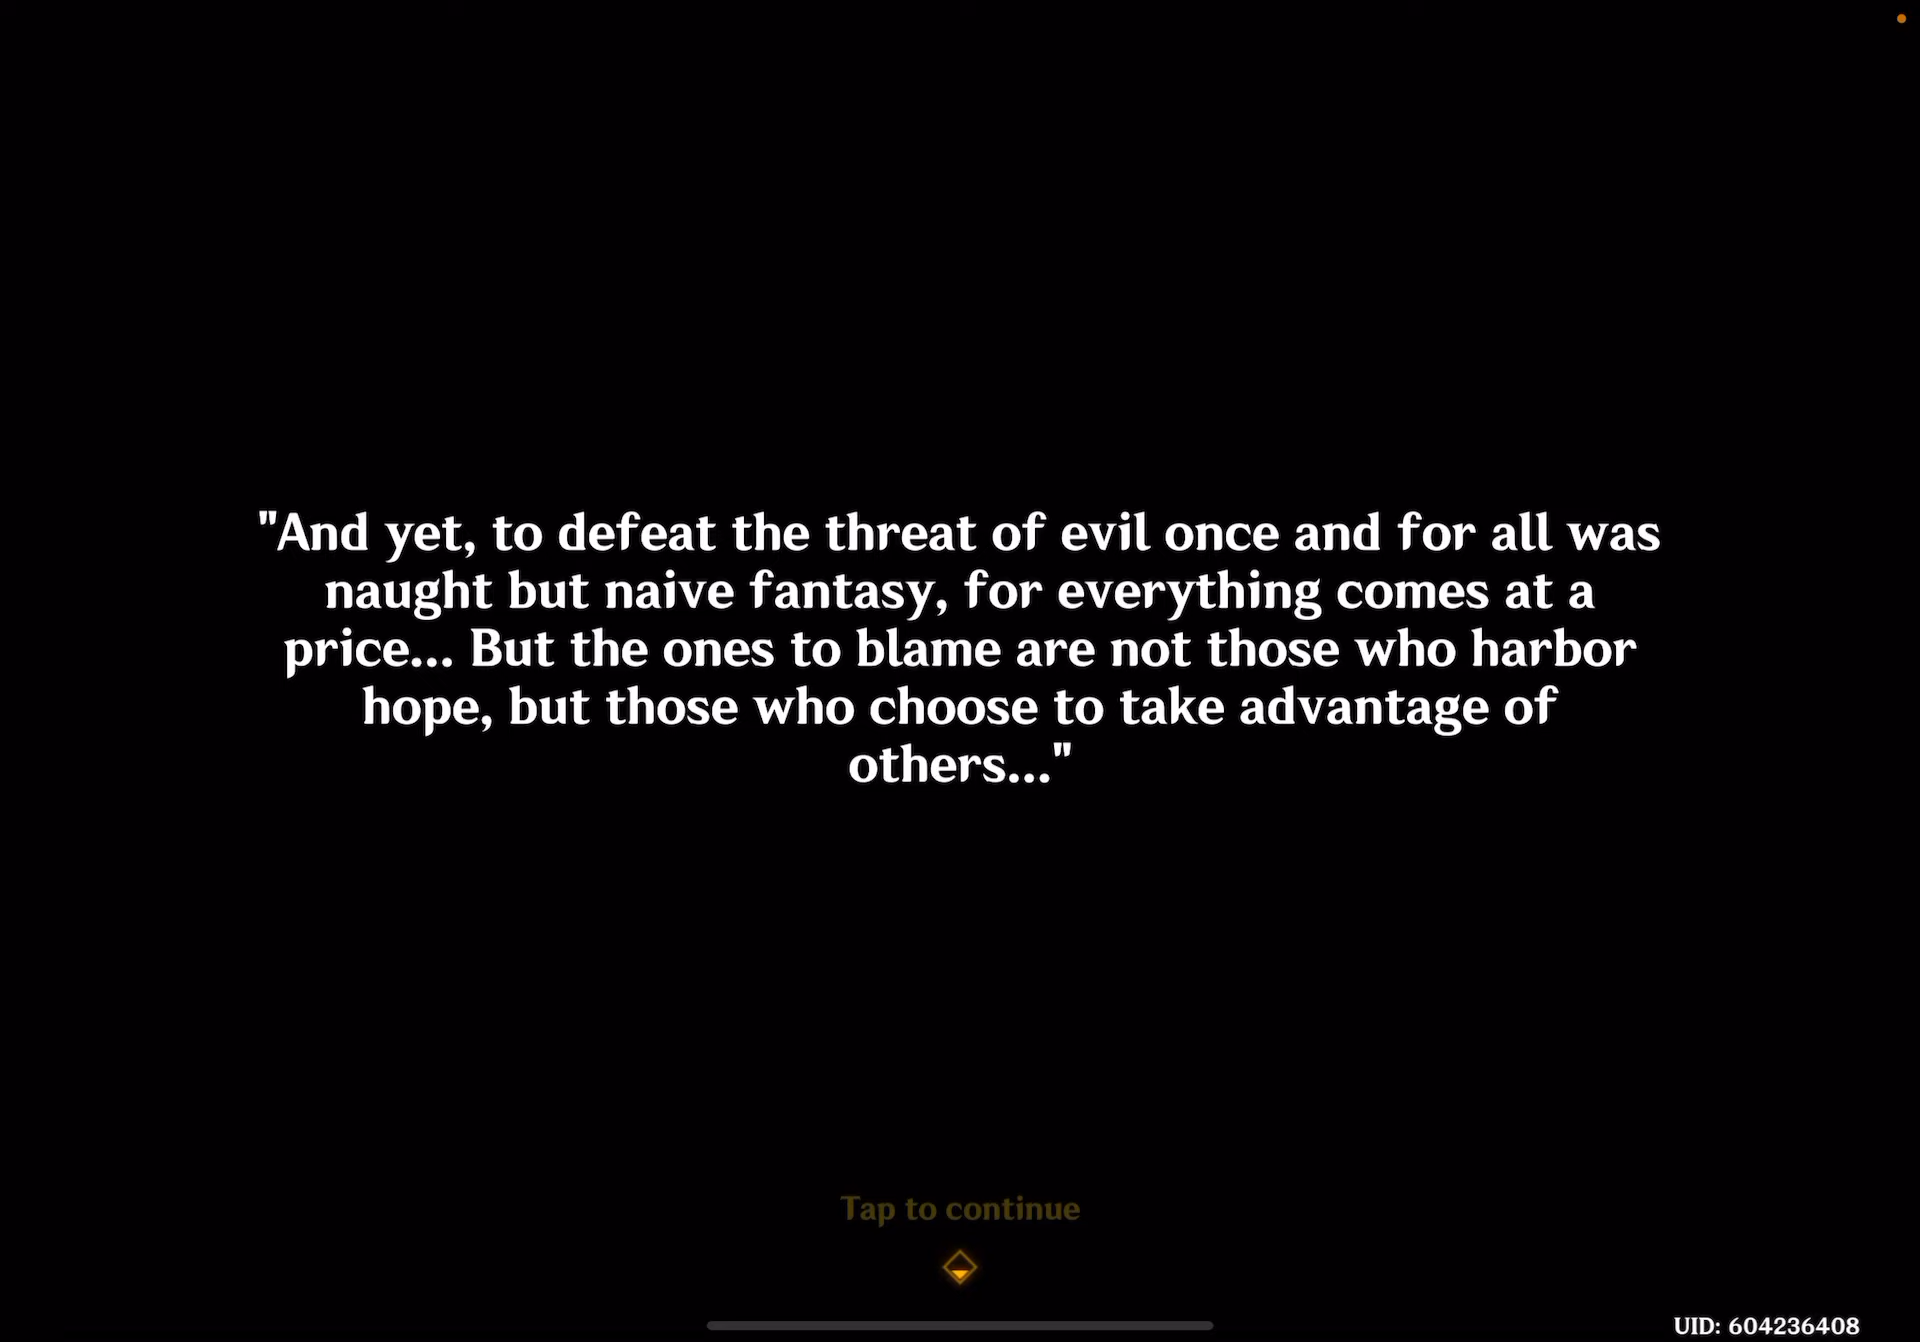 "And yet, to defeat the threat of evil once and for all was
naught but naive fantasy, for everything comes at a
price... But the ones to blame are not those who harbor
hope, but those who choose to take advantage of
others..."
Tap to continue
UID: 604236408